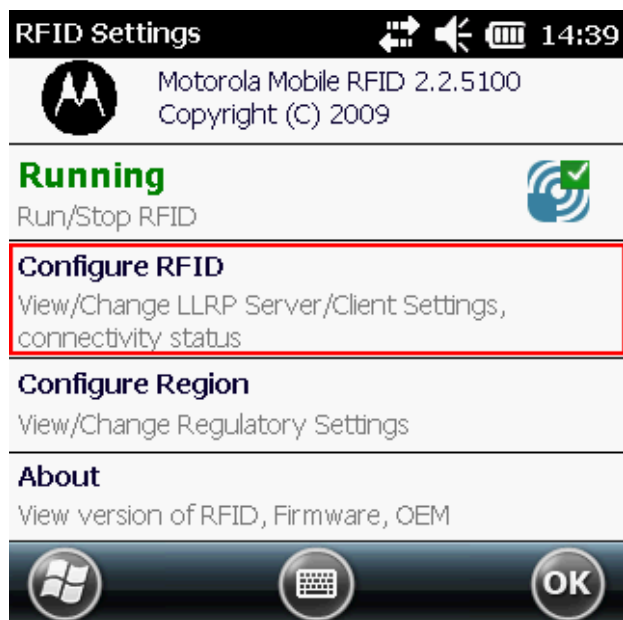 RFID Settings 14:39
Motorola Mobile RFID 2.2.5100
Copyright (C) 2009
Running
Run/Stop RFID
Configure RFID
View/Change LLRP Server/Client Settings,
connectivity status
Configure Region
View/Change Regulatory Settings
About
View version of RFID, Firmware, OEM
OK